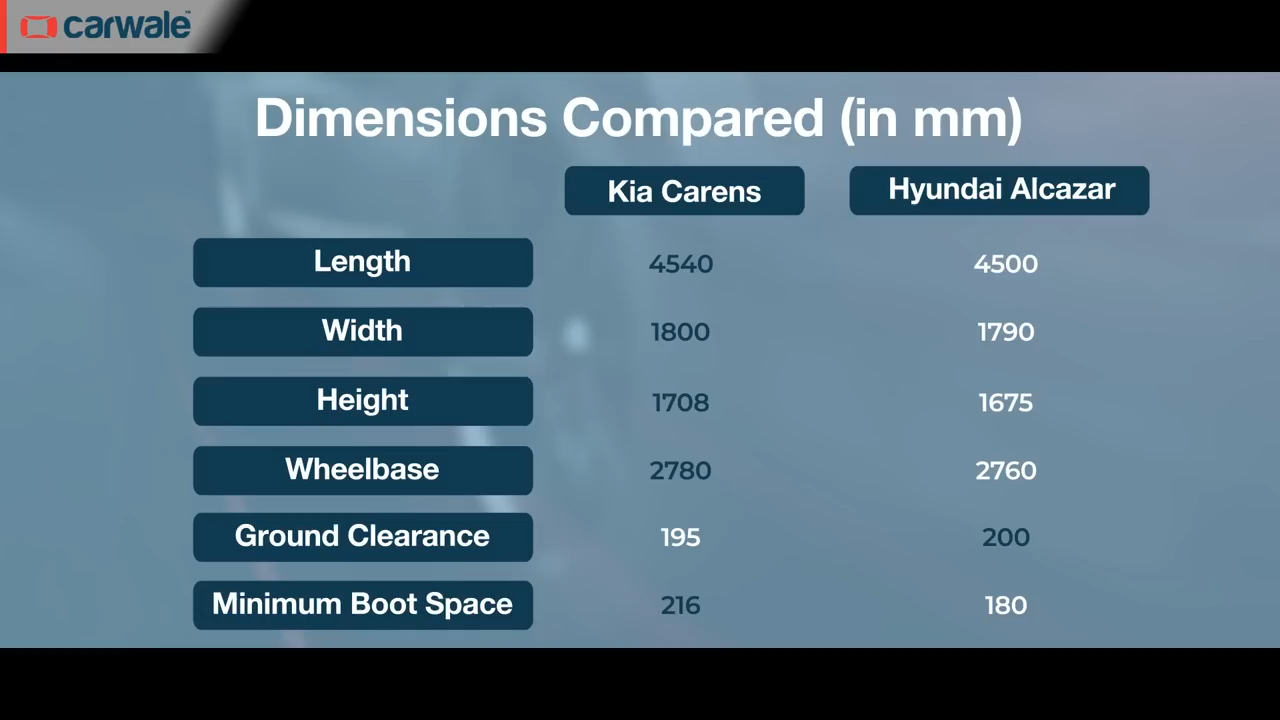 carwale™
Dimensions Compared (in mm)
Kia Carens Hyundai Alcazar
Length 4540 4500
Width 1800 1790
Height 1708 1675
Wheelbase 2780 2760
Ground Clearance 195 200
Minimum Boot Space 216 180